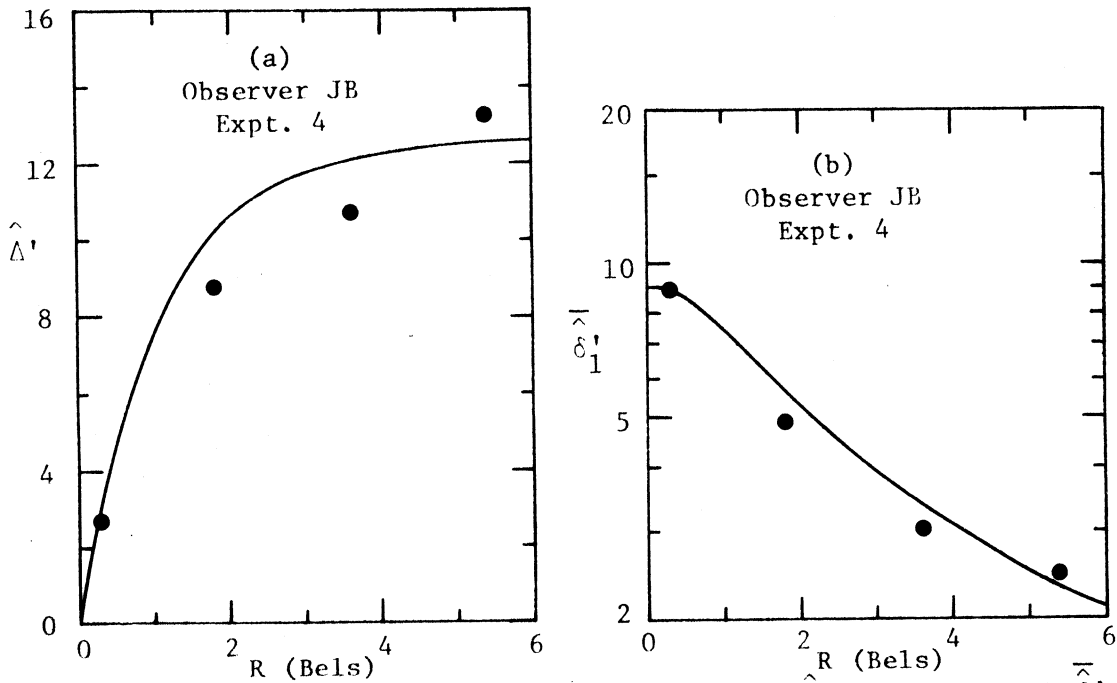 16
(a)
Observer JB
Expt. 4
12
Δ̂'
8
4
0
0 2 4 6
R (Bels)
20
(b)
Observer JB
Expt. 4
10
δ̂̅'₁
5
2
0 2 4 6
R (Bels)